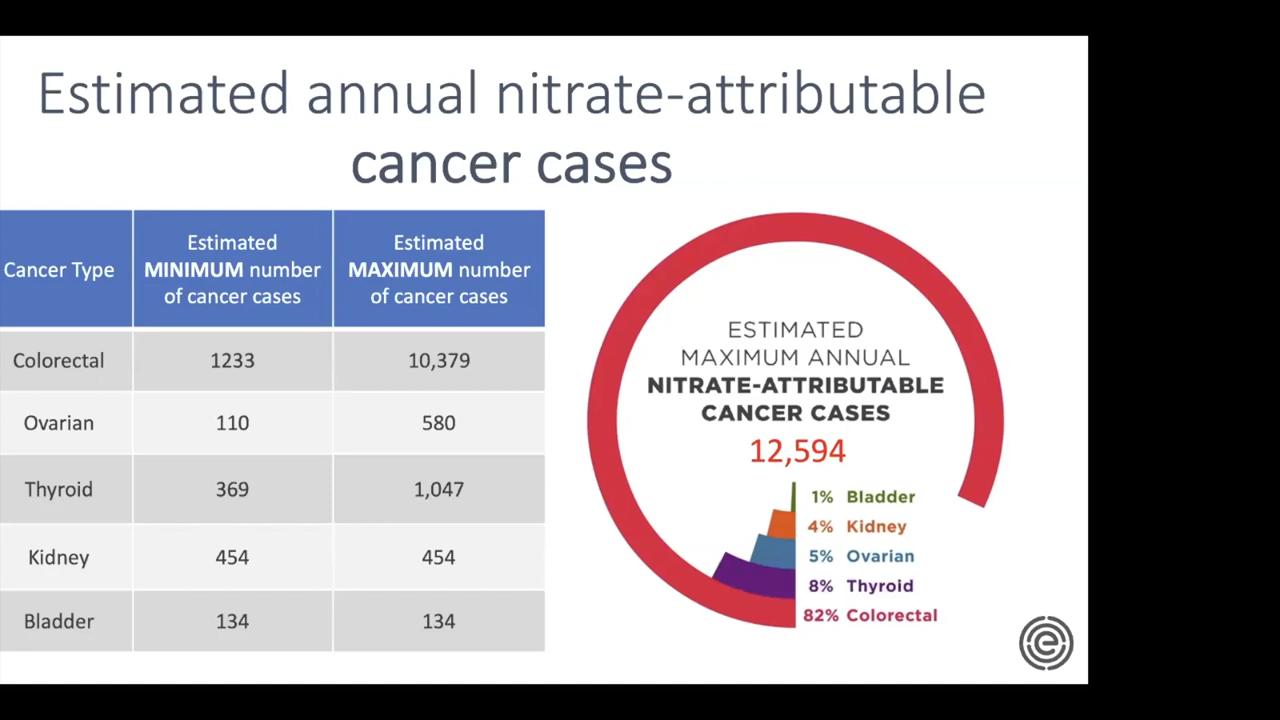 Estimated annual nitrate-attributable
cancer cases
Cancer Type
Estimated
MINIMUM number
of cancer cases
Estimated
MAXIMUM number
of cancer cases
Colorectal 1233 10,379
Ovarian 110 580
Thyroid 369 1,047
Kidney 454 454
Bladder 134 134
ESTIMATED
MAXIMUM ANNUAL
NITRATE-ATTRIBUTABLE
CANCER CASES
12,594
1% Bladder
4% Kidney
5% Ovarian
8% Thyroid
82% Colorectal
e